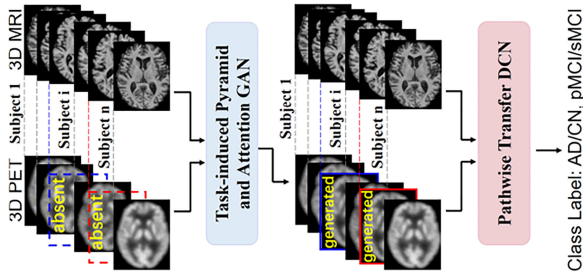 3D MRI
Subject 1
Subject i
Subject n
3D PET
absent
absent
Task-induced Pyramid
and Attention GAN
Subject 1
Subject i
Subject n
generated
generated
Pathwise Transfer DCN
Class Label: AD/CN, pMCI/sMCI